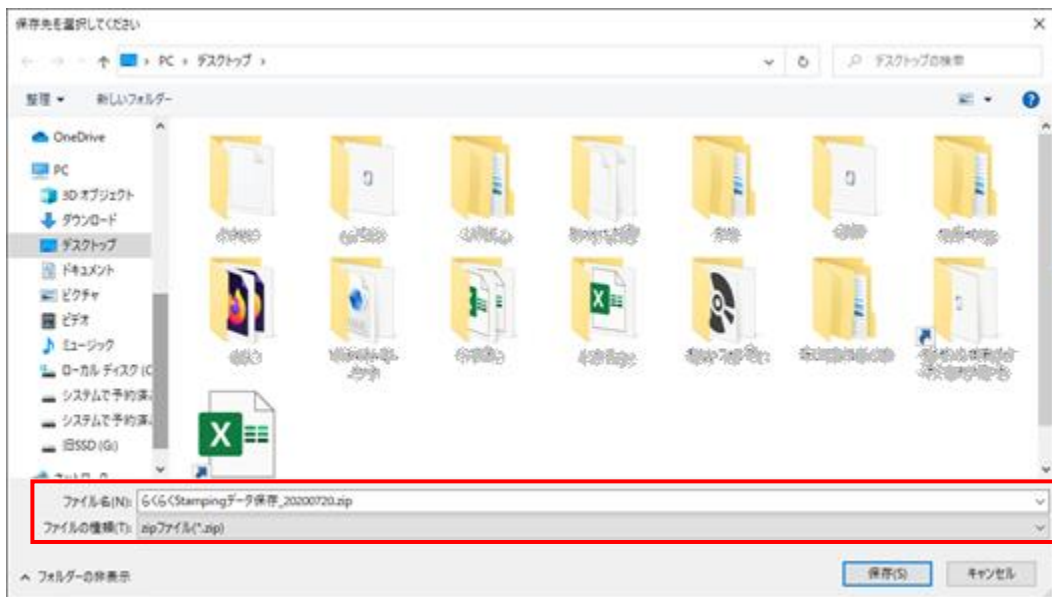 保存先を選択してください
PC › デスクトップ ›
デスクトップの検索
整理
新しいフォルダー
OneDrive
PC
3D オブジェクト
ダウンロード
デスクトップ
ドキュメント
ピクチャ
ビデオ
ミュージック
ローカル ディスク (C
システムで予約済
システムで予約済
旧SSD (G:)
ネットワーク
ファイル名(N): らくらくStampingデータ保存_20200720.zip
ファイルの種類(T): zipファイル(*.zip)
フォルダーの非表示
保存(S)
キャンセル